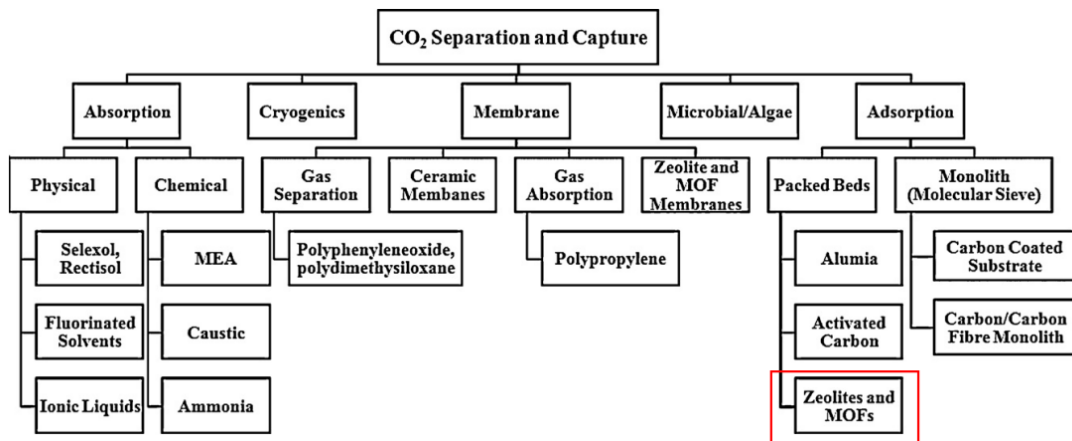 CO₂ Separation and Capture
Absorption
Cryogenics
Membrane
Microbial/Algae
Adsorption
Physical
Chemical
Gas
Separation
Ceramic
Membanes
Gas
Absorption
Zeolite and
MOF
Membranes
Packed Beds
Monolith
(Molecular Sieve)
Selexol,
Rectisol
MEA
Polyphenyleneoxide,
polydimethysiloxane
Polypropylene
Alumia
Carbon Coated
Substrate
Fluorinated
Solvents
Caustic
Activated
Carbon
Carbon/Carbon
Fibre Monolith
Ionic Liquids
Ammonia
Zeolites and
MOFs